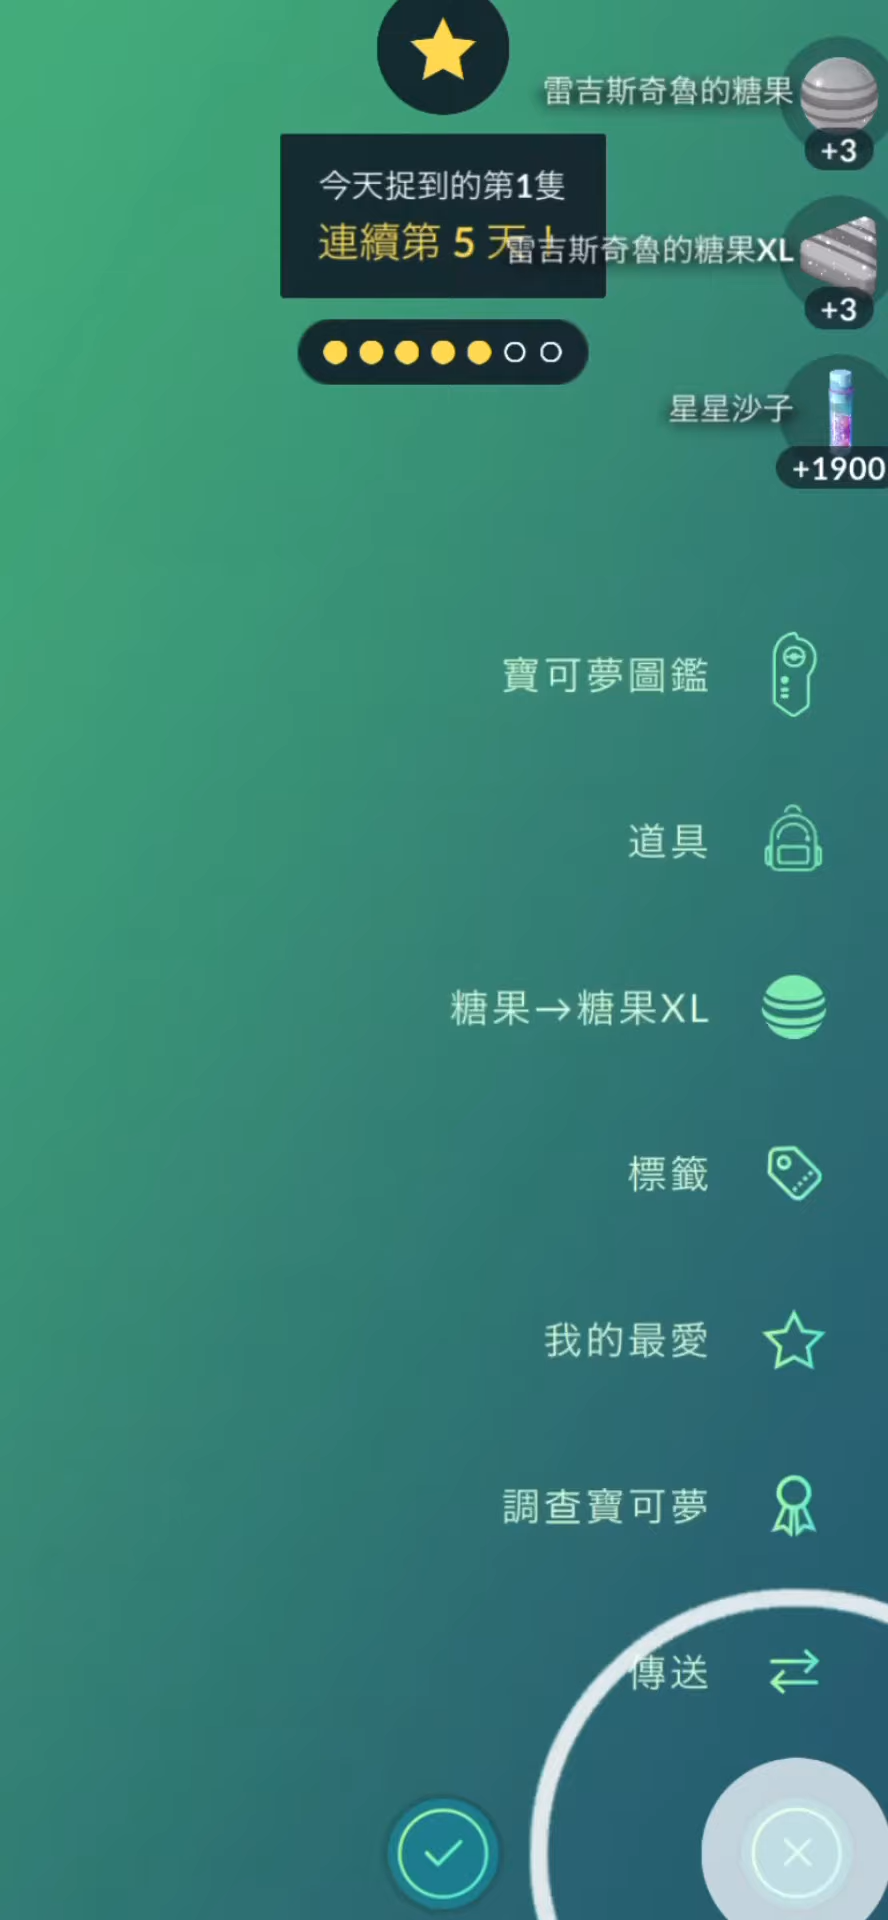 雷吉斯奇魯的糖果
+3
今天捉到的第1隻
連續第 5 天！
雷吉斯奇魯的糖果XL
+3
星星沙子
+1900
寶可夢圖鑑
道具
糖果→糖果XL
標籤
我的最愛
調查寶可夢
傳送